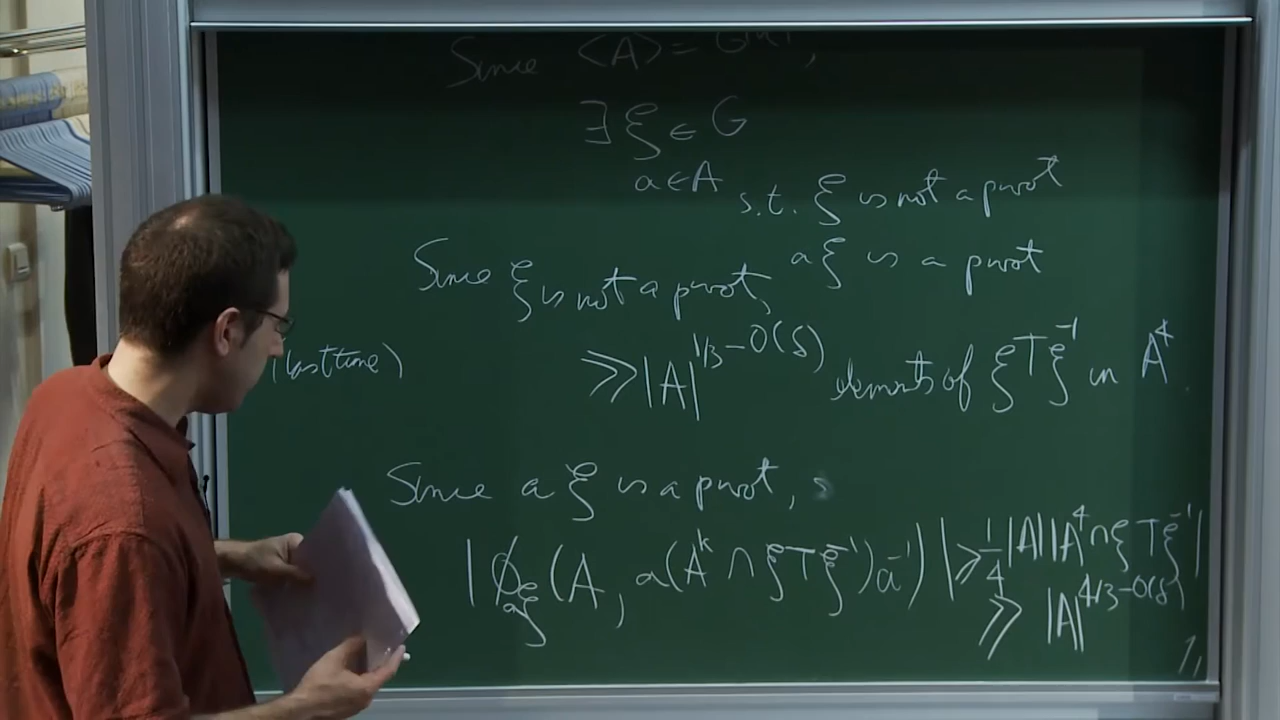 Since ⟨A⟩ =
∃ ξ ∈ G
a ∈ A s.t. ξ is not a pivot
aξ is a pivot
Since ξ is not a pivot,
(last time) ≫ |A|^{1/3 - O(δ)} elements of ξTξ^{-1} in A^4.
Since aξ is a pivot,
|ϕ_{aξ}(A, a(A^k ∩ ξTξ^{-1})a^{-1})| ⩾ 1/4 |A||A^4 ∩ ξTξ^{-1}|
≫ |A|^{4/3 - O(δ)}